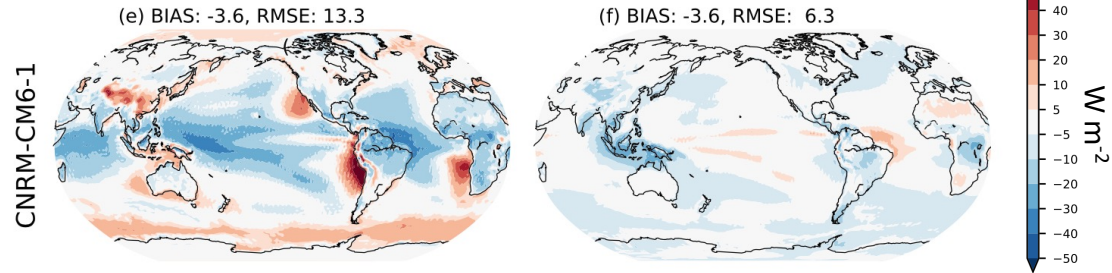 (e) BIAS: -3.6, RMSE: 13.3
(f) BIAS: -3.6, RMSE:  6.3
CNRM-CM6-1
40
30
20
10
5
−5
−10
−20
−30
−40
−50
W m⁻²